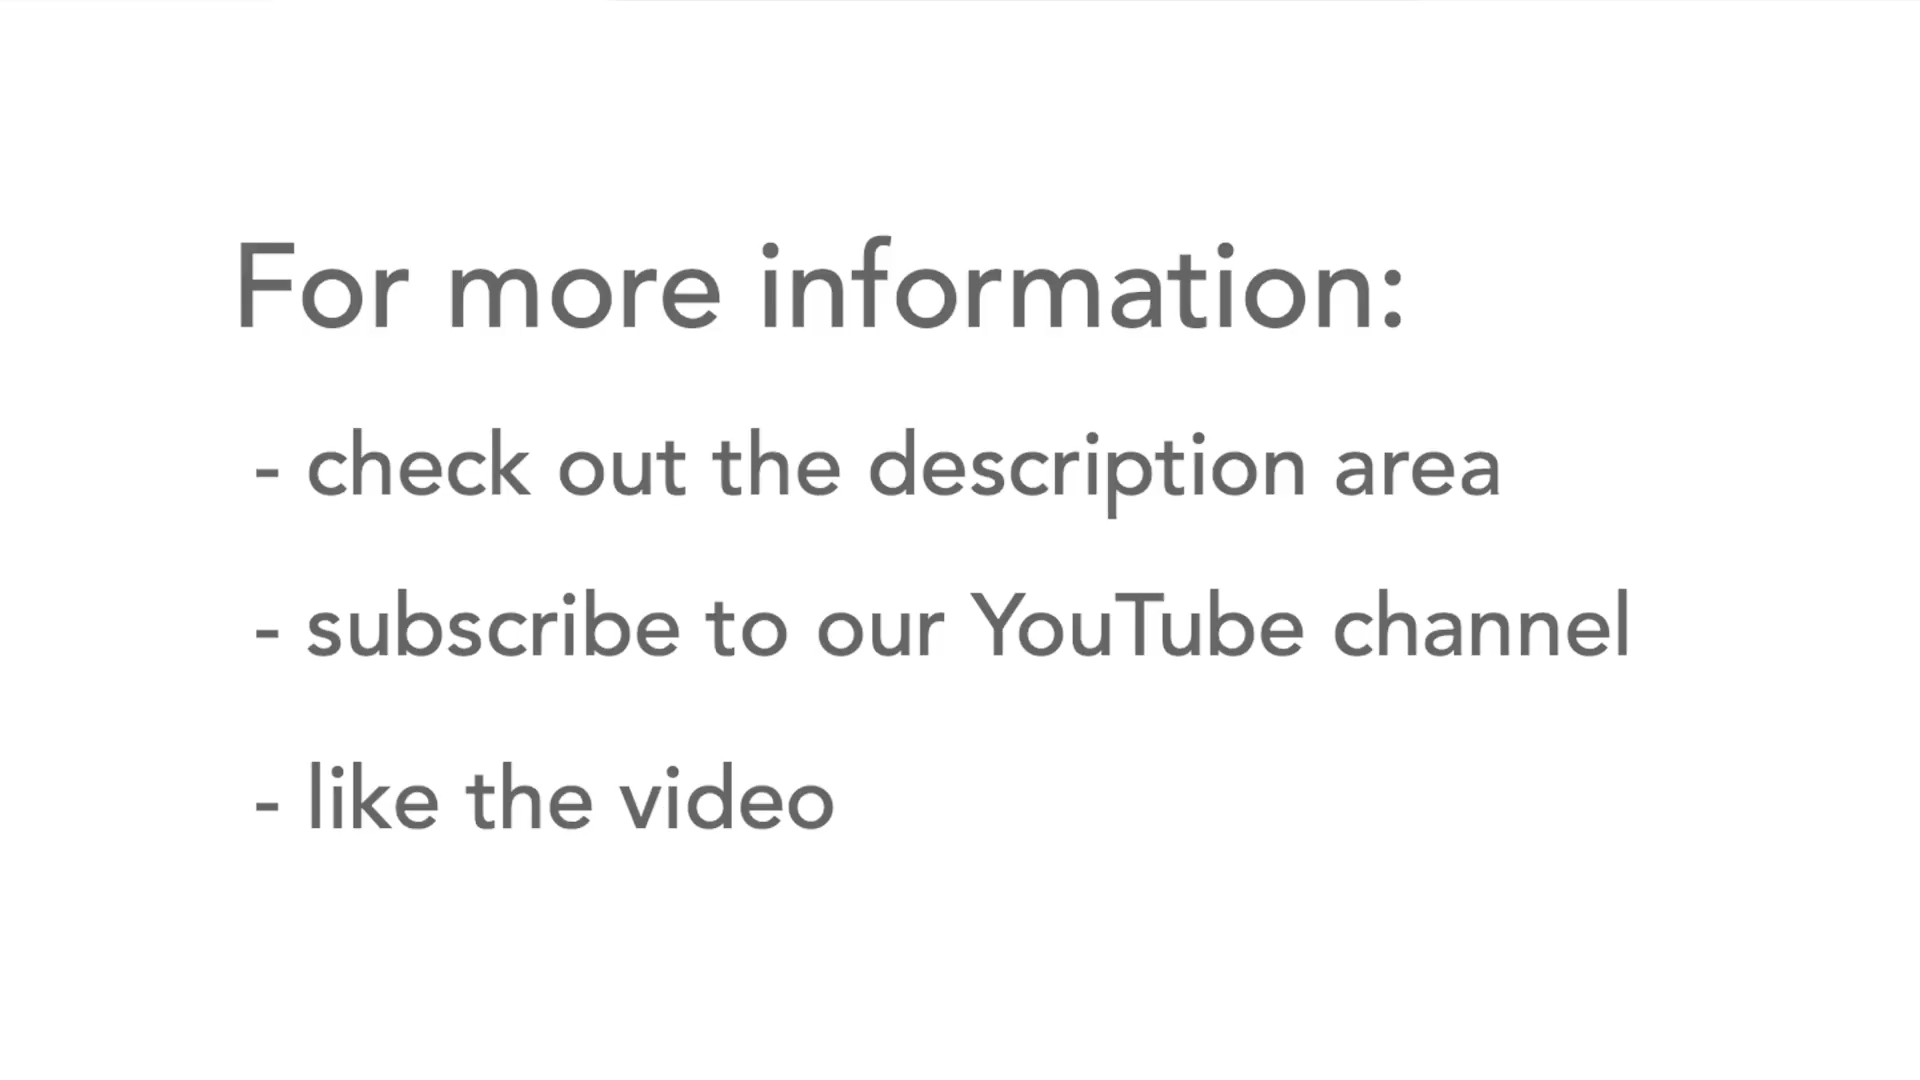 For more information:
- check out the description area
- subscribe to our YouTube channel
- like the video